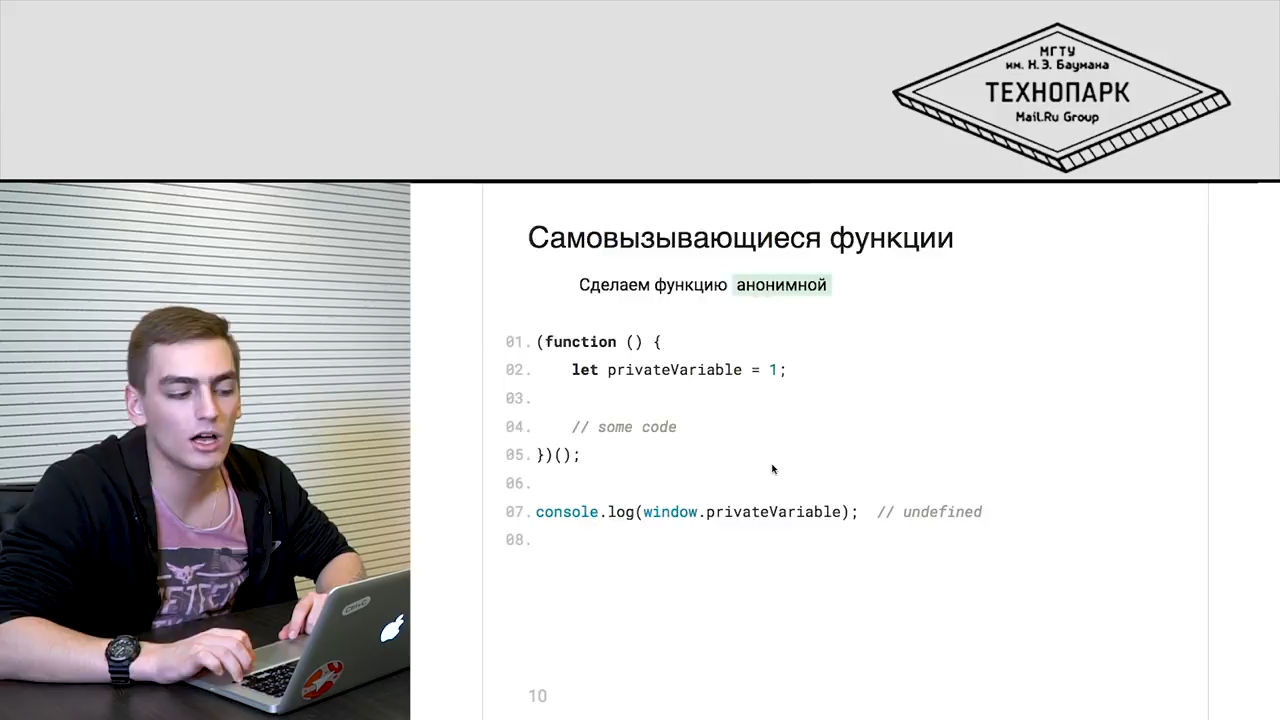 МГТУ
им. Н.Э. Баумана
ТЕХНОПАРК
Mail.Ru Group
Самовызывающиеся функции
Сделаем функцию анонимной
01. (function () {
02. let privateVariable = 1;
03.
04. // some code
05. })();
06.
07. console.log(window.privateVariable); // undefined
08.
10